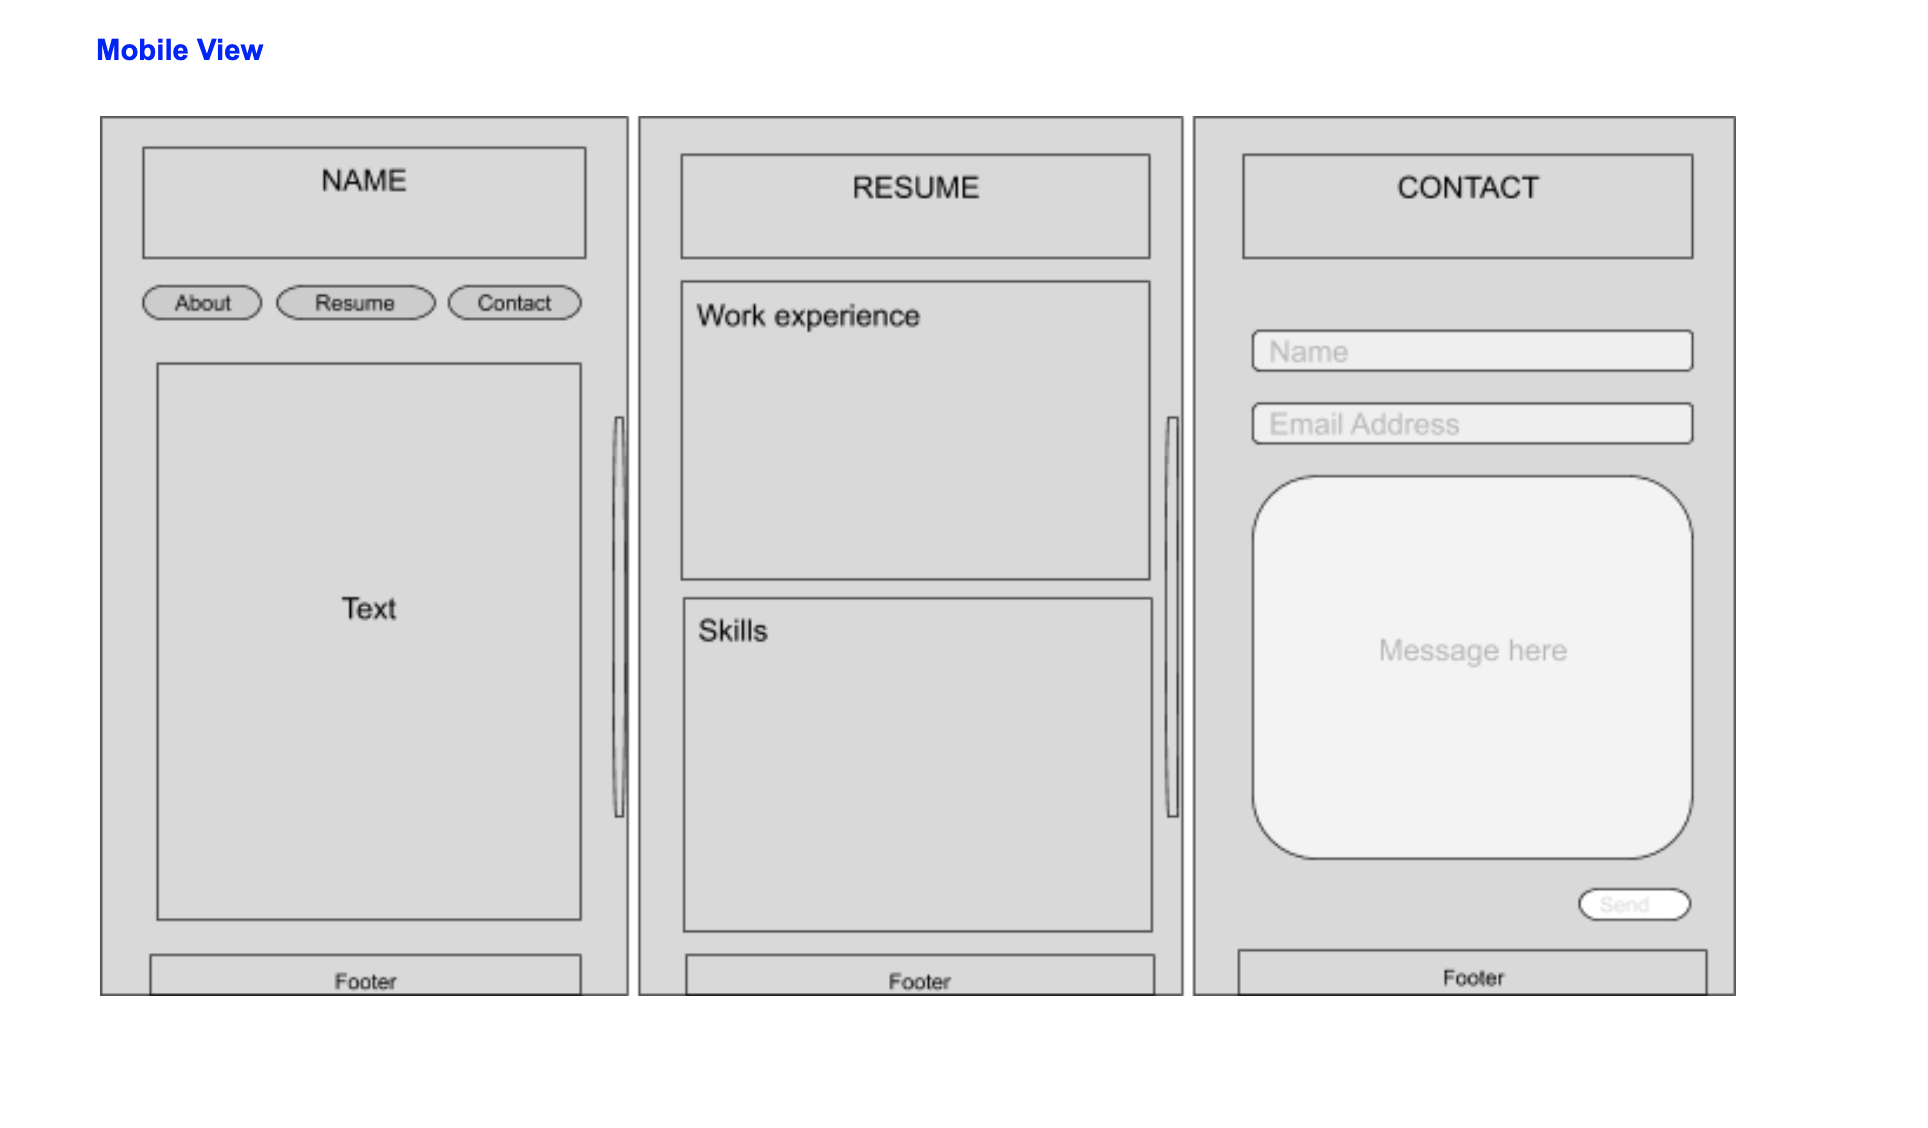 Mobile View
NAME
About
Resume
Contact
Text
Footer
RESUME
Work experience
Skills
Footer
CONTACT
Name
Email Address
Message here
Send
Footer